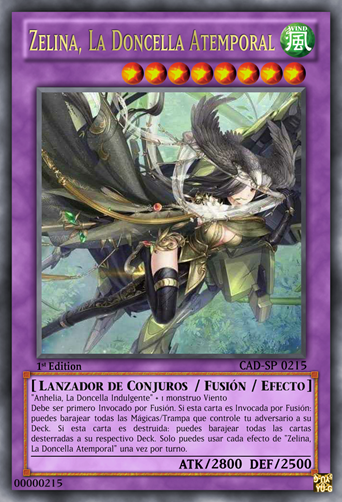 Zelina, La Doncella Atemporal
WIND
風
1st Edition
CAD-SP 0215
[ Lanzador de Conjuros / Fusión / Efecto ]
"Anhelia, La Doncella Indulgente" + 1 monstruo Viento
Debe ser primero Invocado por Fusión. Si esta carta es Invocada por Fusión:
puedes barajear todas las Mágicas/Trampa que controle tu adversario a su
Deck. Si esta carta es destruida: puedes barajear todas las cartas
desterradas a su respectivo Deck. Solo puedes usar cada efecto de "Zelina,
La Doncella Atemporal" una vez por turno.
ATK/2800 DEF/2500
00000215